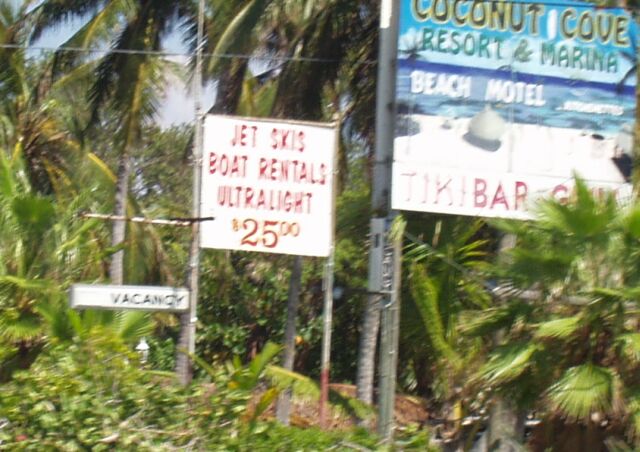 COCONUT COVE
RESORT & MARINA
BEACH MOTEL
TIKI BAR
JET SKIS
BOAT RENTALS
ULTRALIGHT
$25.00
VACANCY